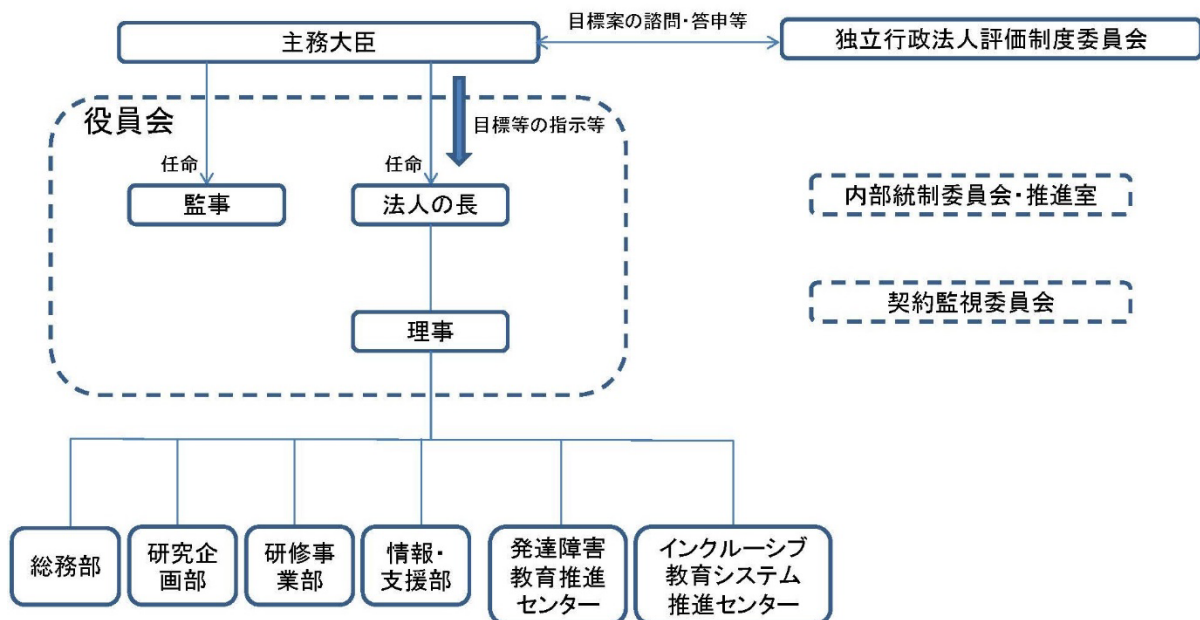 目標案の諮問・答申等
主務大臣
独立行政法人評価制度委員会
役員会
目標等の指示等
任命
任命
監事
法人の長
内部統制委員会・推進室
契約監視委員会
理事
総務部
研究企
画部
研修事
業部
情報・
支援部
発達障害
教育推進
センター
インクルーシブ
教育システム
推進センター